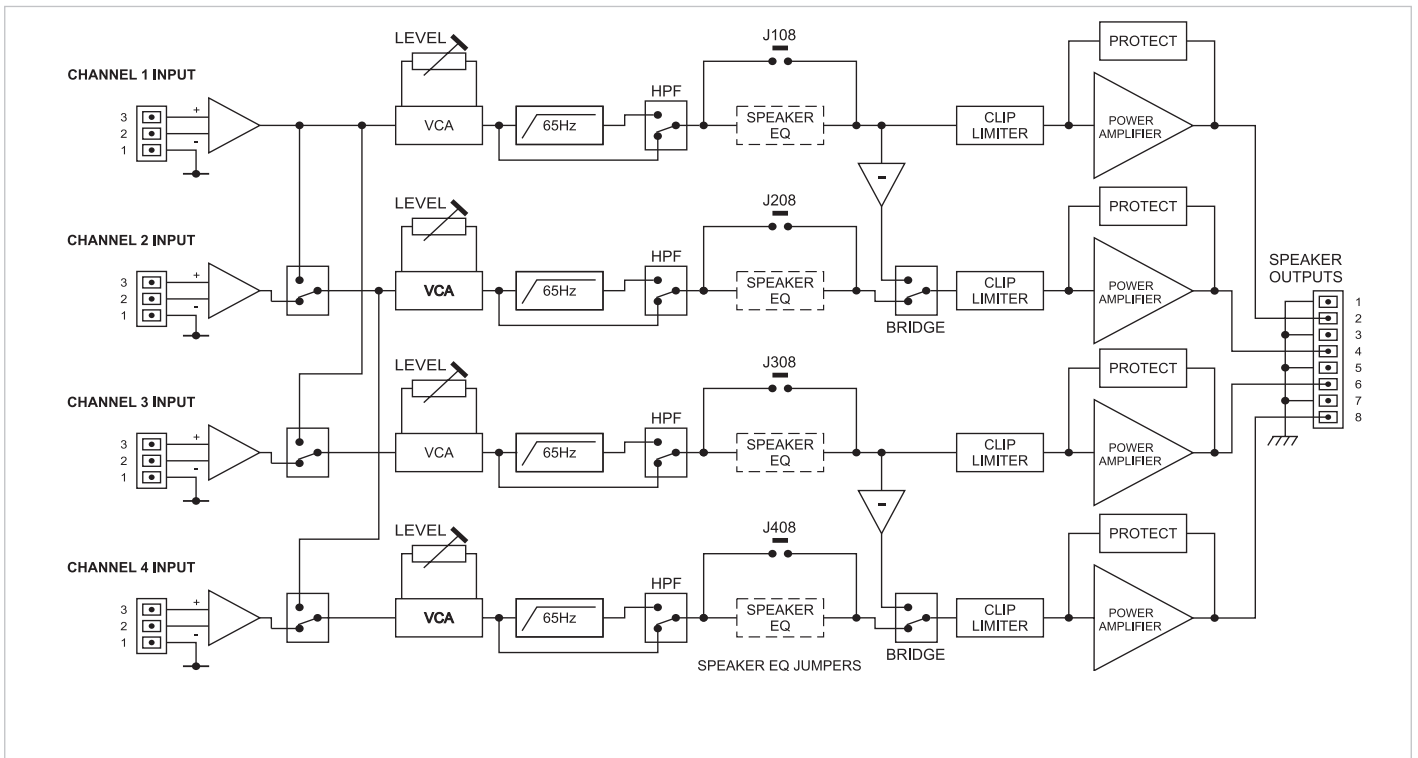 J108
LEVEL
PROTECT
CHANNEL 1 INPUT
HPF
3
+
2
-
1
VCA
65Hz
SPEAKER
EQ
CLIP
LIMITER
POWER
AMPLIFIER
-
LEVEL
J208
PROTECT
CHANNEL 2 INPUT
HPF
3
+
2
-
1
VCA
65Hz
SPEAKER
EQ
BRIDGE
CLIP
LIMITER
POWER
AMPLIFIER
SPEAKER
OUTPUTS
1
2
3
4
5
6
7
8
LEVEL
J308
PROTECT
CHANNEL 3 INPUT
HPF
3
+
2
-
1
VCA
65Hz
SPEAKER
EQ
CLIP
LIMITER
POWER
AMPLIFIER
-
LEVEL
J408
PROTECT
CHANNEL 4 INPUT
HPF
3
+
2
-
1
VCA
65Hz
SPEAKER
EQ
BRIDGE
CLIP
LIMITER
POWER
AMPLIFIER
SPEAKER EQ JUMPERS